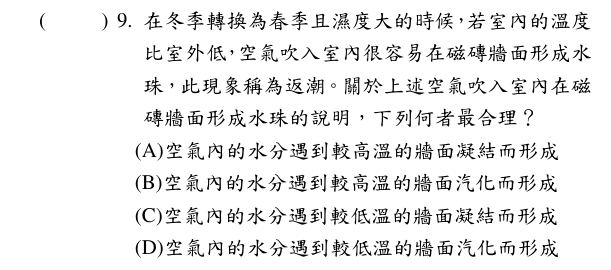 (　　) 9. 在冬季轉換為春季且濕度大的時候，若室內的溫度
比室外低，空氣吹入室內很容易在磁磚牆面形成水
珠，此現象稱為返潮。關於上述空氣吹入室內在磁
磚牆面形成水珠的說明，下列何者最合理？
(A)空氣內的水分遇到較高溫的牆面凝結而形成
(B)空氣內的水分遇到較高溫的牆面汽化而形成
(C)空氣內的水分遇到較低溫的牆面凝結而形成
(D)空氣內的水分遇到較低溫的牆面汽化而形成